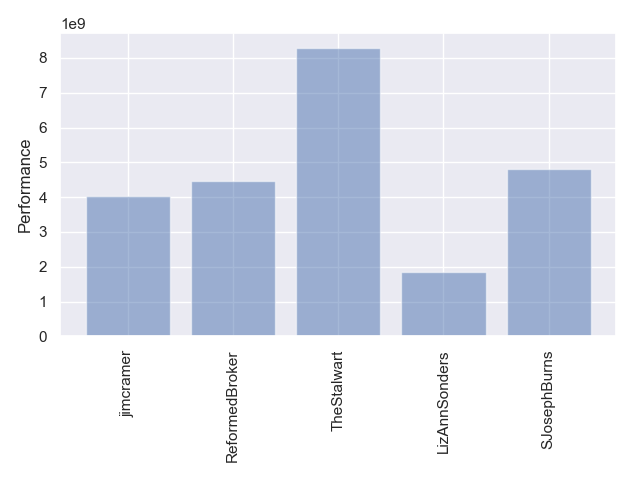 1e9
8
7
6
5
4
3
2
1
0
Performance
jimcramer
ReformedBroker
TheStalwart
LizAnnSonders
SJosephBurns